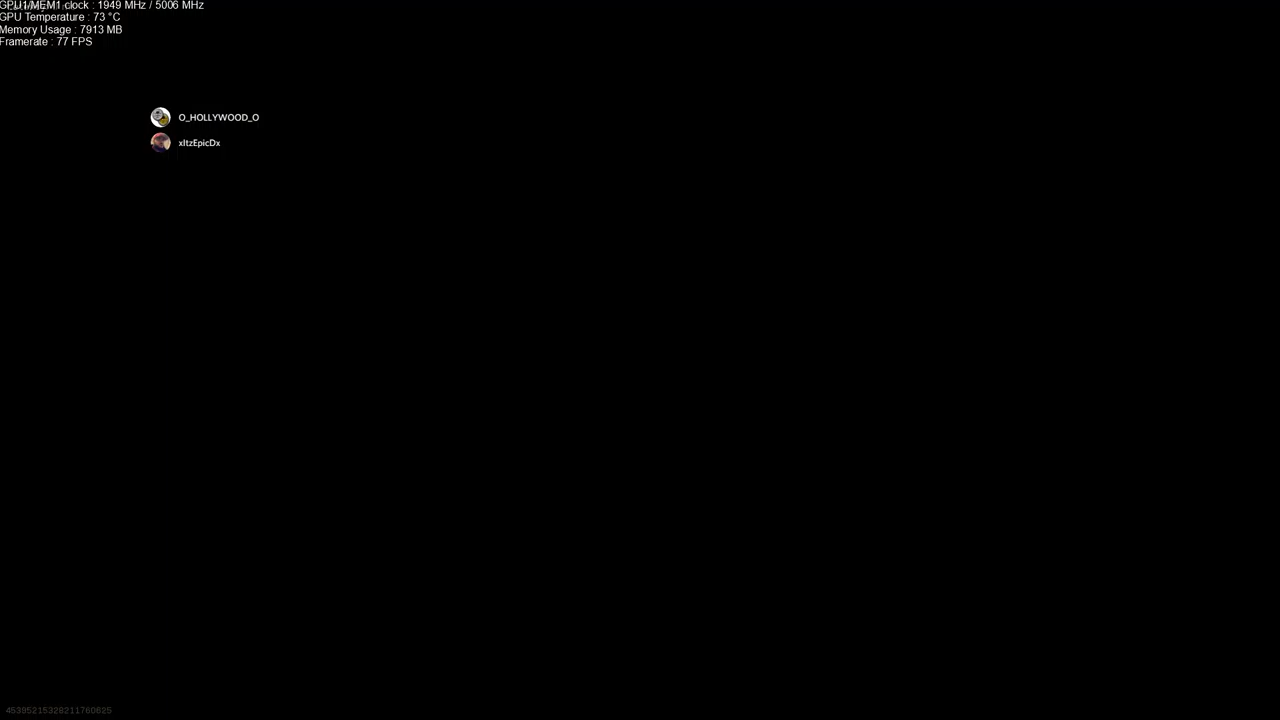 GPU1/MEM1 clock : 1949 MHz / 5006 MHz
GPU Temperature : 73 °C
Memory Usage : 7913 MB
Framerate : 77 FPS
O_HOLLYWOOD_O
xItzEpicDx